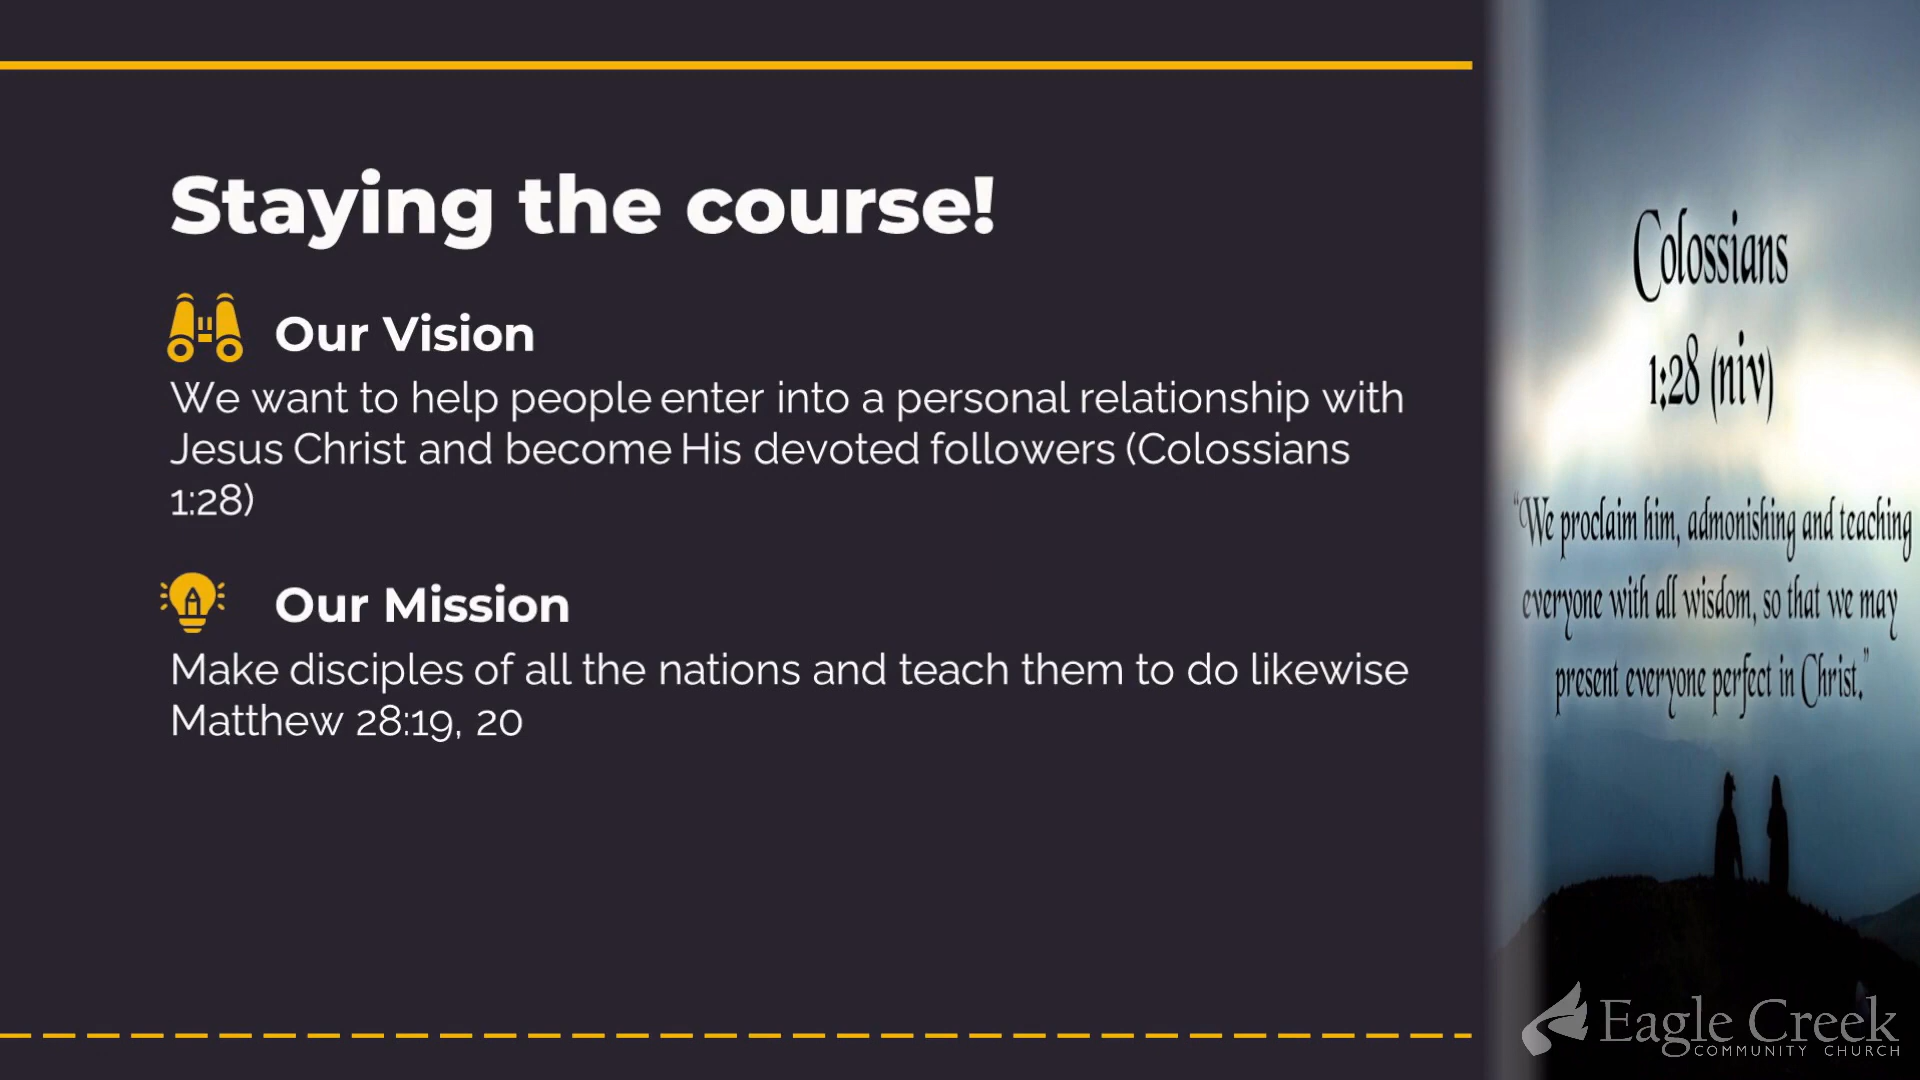 Staying the course!
Our Vision
We want to help people enter into a personal relationship with
Jesus Christ and become His devoted followers (Colossians
1:28)
Our Mission
Make disciples of all the nations and teach them to do likewise
Matthew 28:19, 20
Colossians
1:28 (niv)
“We proclaim him, admonishing and teaching
everyone with all wisdom, so that we may
present everyone perfect in Christ.”
Eagle Creek
COMMUNITY CHURCH